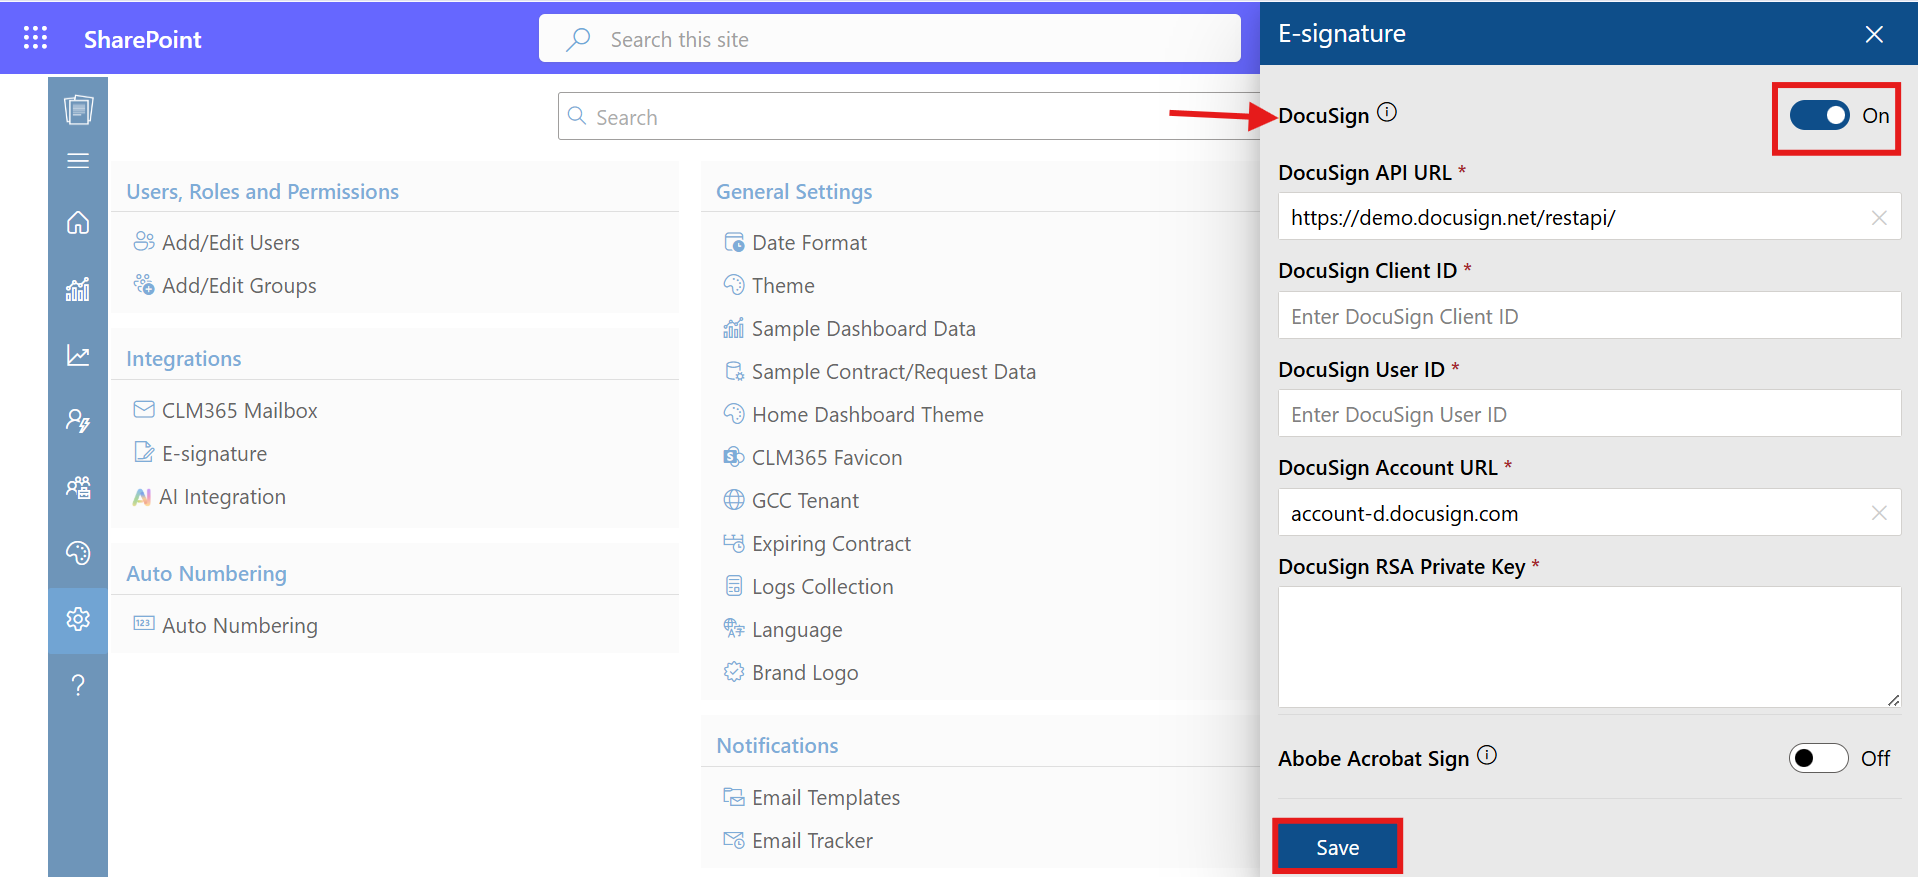 SharePoint
Search this site
Search
Users, Roles and Permissions
Add/Edit Users
Add/Edit Groups
Integrations
CLM365 Mailbox
E-signature
AI Integration
Auto Numbering
123 Auto Numbering
General Settings
Date Format
Theme
Sample Dashboard Data
Sample Contract/Request Data
Home Dashboard Theme
CLM365 Favicon
GCC Tenant
Expiring Contract
Logs Collection
Language
Brand Logo
Notifications
Email Templates
Email Tracker
E-signature
DocuSign On
DocuSign API URL *
https://demo.docusign.net/restapi/
DocuSign Client ID *
Enter DocuSign Client ID
DocuSign User ID *
Enter DocuSign User ID
DocuSign Account URL *
account-d.docusign.com
DocuSign RSA Private Key *
Abobe Acrobat Sign Off
Save